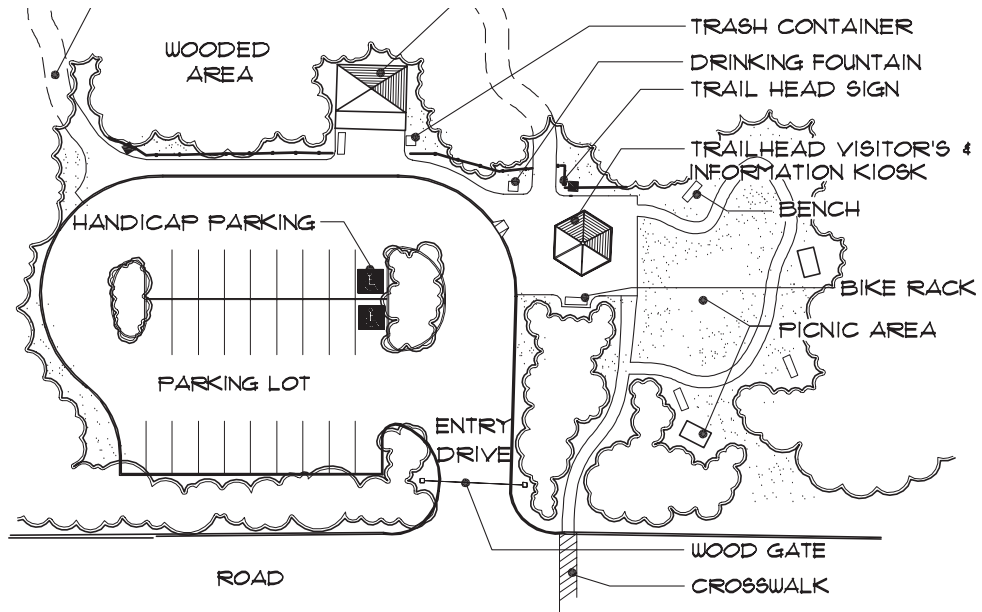 TRASH CONTAINER
WOODED
AREA
DRINKING FOUNTAIN
TRAIL HEAD SIGN
TRAILHEAD VISITOR'S &
INFORMATION KIOSK
HANDICAP PARKING
BENCH
BIKE RACK
PICNIC AREA
PARKING LOT
ENTRY
DRIVE
WOOD GATE
ROAD
CROSSWALK